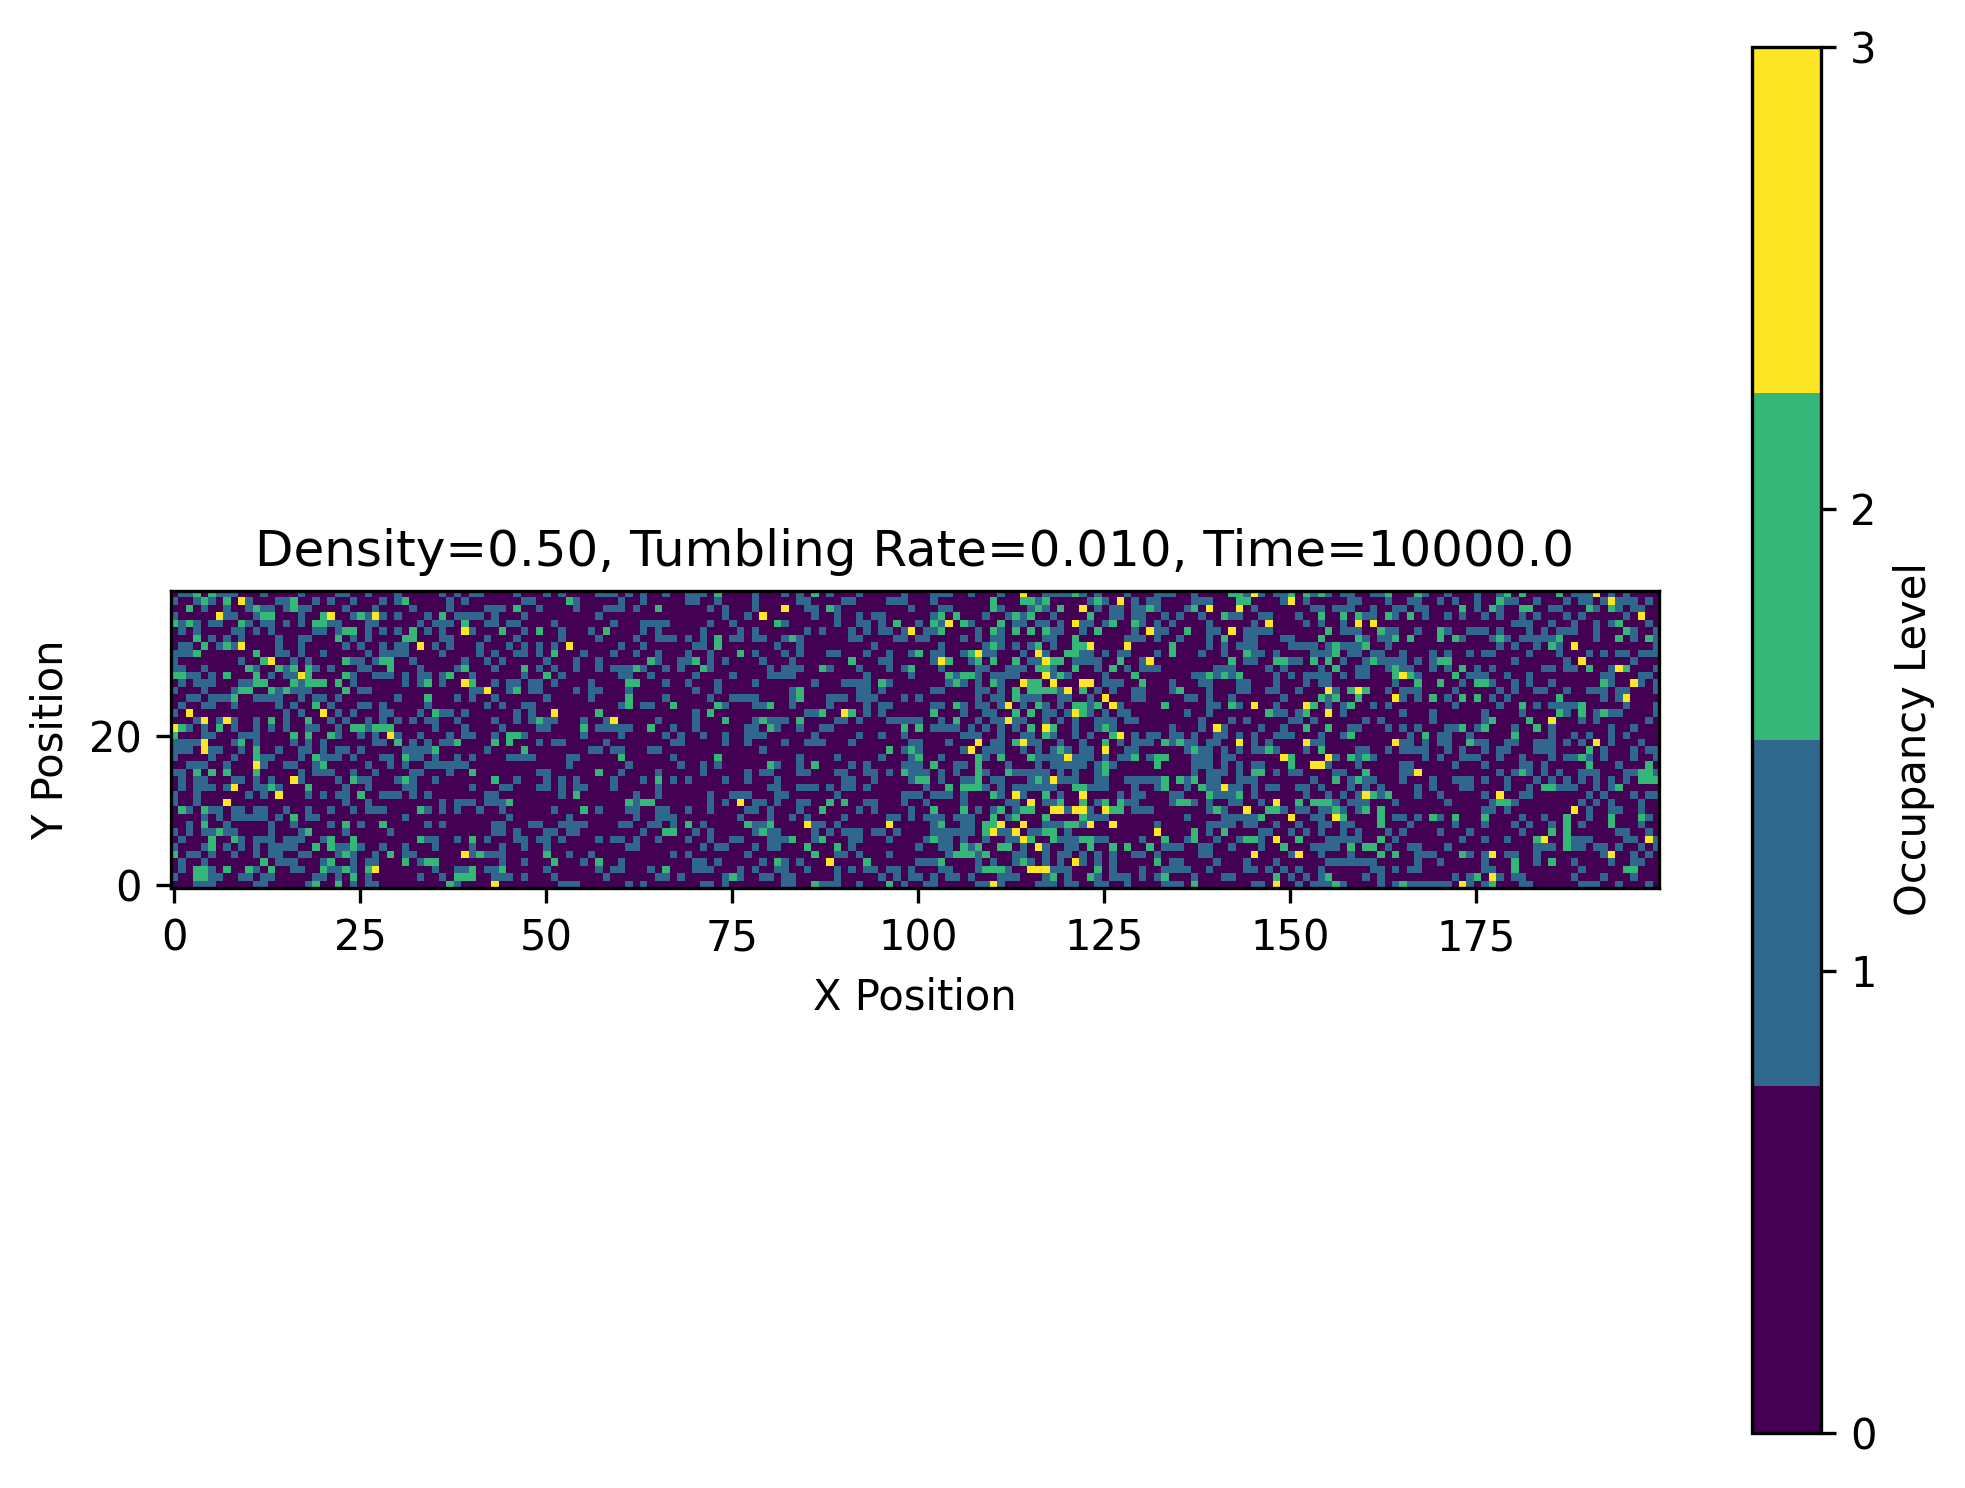 Density=0.50, Tumbling Rate=0.010, Time=10000.0
Y Position
20
0
0 25 50 75 100 125 150 175
X Position
3
2
1
0
Occupancy Level